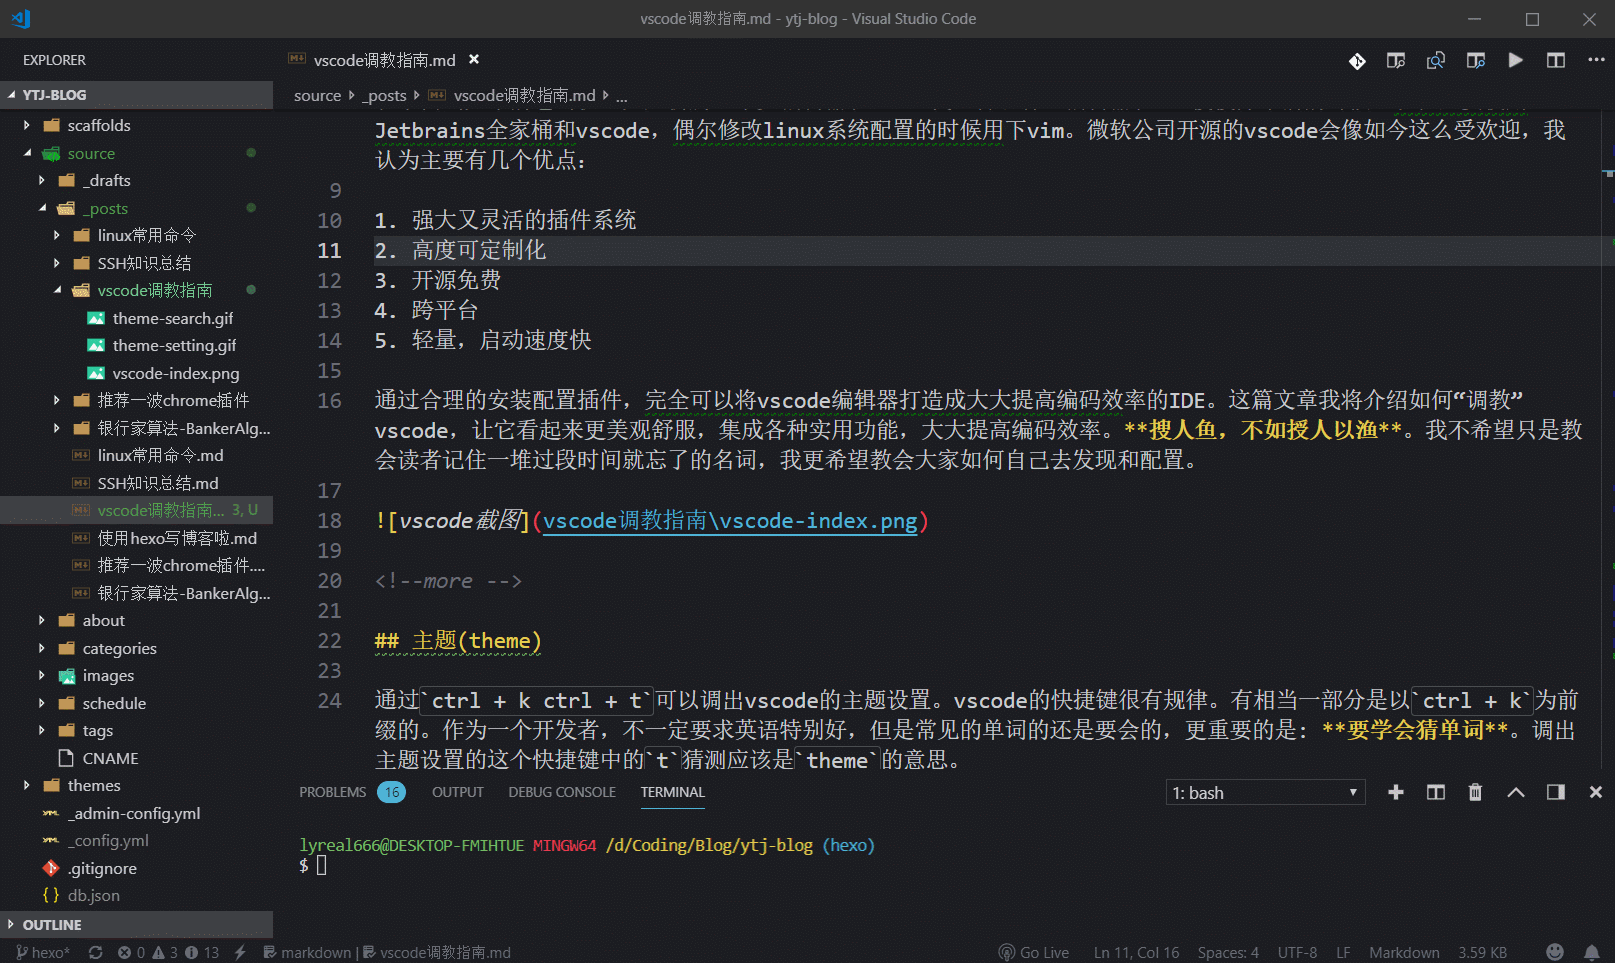 vscode调教指南.md - ytj-blog - Visual Studio Code
EXPLORER
YTJ-BLOG
scaffolds
source
_drafts
_posts
linux常用命令
SSH知识总结
vscode调教指南
theme-search.gif
theme-setting.gif
vscode-index.png
推荐一波chrome插件
银行家算法-BankerAlg...
linux常用命令.md
SSH知识总结.md
vscode调教指南... 3, U
使用hexo写博客啦.md
推荐一波chrome插件....
银行家算法-BankerAlg...
about
categories
images
schedule
tags
CNAME
themes
_admin-config.yml
_config.yml
.gitignore
db.json
OUTLINE
vscode调教指南.md
source _posts vscode调教指南.md ...
Jetbrains全家桶和vscode，偶尔修改linux系统配置的时候用下vim。微软公司开源的vscode会像如今这么受欢迎，我
认为主要有几个优点：
9
10 1. 强大又灵活的插件系统
11 2. 高度可定制化
12 3. 开源免费
13 4. 跨平台
14 5. 轻量，启动速度快
15
16 通过合理的安装配置插件，完全可以将vscode编辑器打造成大大提高编码效率的IDE。这篇文章我将介绍如何“调教”
vscode，让它看起来更美观舒服，集成各种实用功能，大大提高编码效率。**搜人鱼，不如授人以渔**。我不希望只是教
会读者记住一堆过段时间就忘了的名词，我更希望教会大家如何自己去发现和配置。
17
18 ![vscode截图](vscode调教指南\vscode-index.png)
19
20 <!--more -->
21
22 ## 主题(theme)
23
24 通过`ctrl + k ctrl + t`可以调出vscode的主题设置。vscode的快捷键很有规律。有相当一部分是以`ctrl + k`为前
缀的。作为一个开发者，不一定要求英语特别好，但是常见的单词的还是要会的，更重要的是: **要学会猜单词**。调出
主题设置的这个快捷键中的`t`猜测应该是`theme`的意思。
PROBLEMS 16 OUTPUT DEBUG CONSOLE TERMINAL 1: bash
lyreal666@DESKTOP-FMIHTUE MINGW64 /d/Coding/Blog/ytj-blog (hexo)
$
hexo* 0 3 13 markdown | vscode调教指南.md Go Live Ln 11, Col 16 Spaces: 4 UTF-8 LF Markdown 3.59 KB